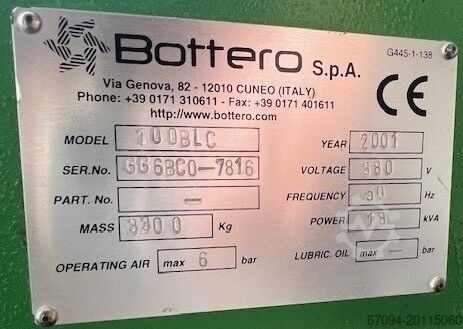 Bottero S.p.A.
G445-1-138
Via Genova, 82 - 12010 CUNEO (ITALY)
Phone: +39 0171 310611 - Fax: +39 0171 401611
http://www.bottero.com
CE
MODEL 100BLC
YEAR 2001
SER.No. GG6BC0-7816
VOLTAGE 380 V
PART. No. –
FREQUENCY 50 Hz
MASS 3300 Kg
POWER 18 kVA
OPERATING AIR max 6 bar
LUBRIC. OIL max – bar
67094-20115060